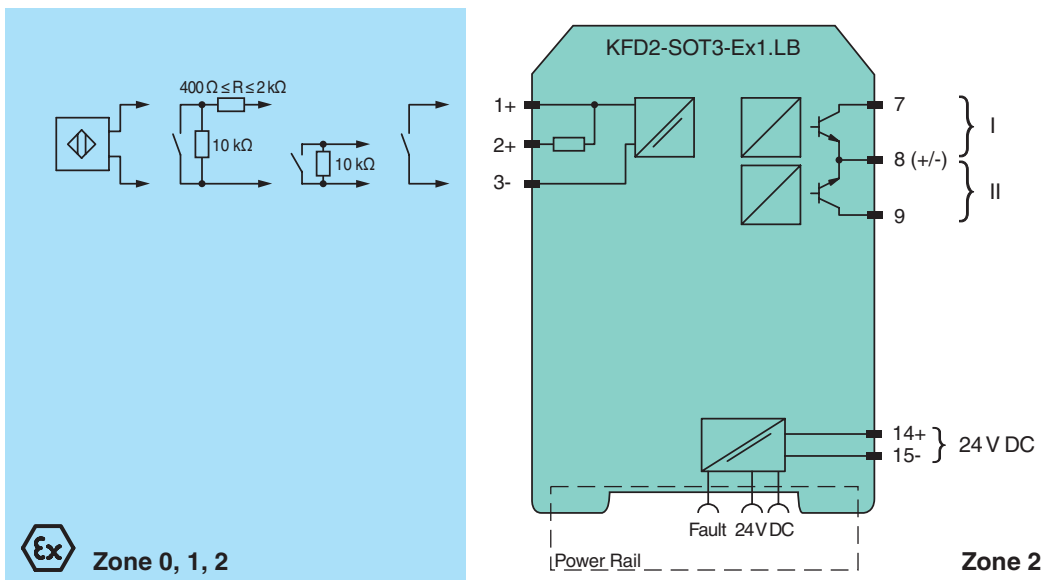 KFD2-SOT3-Ex1.LB
400 Ω ≤ R ≤ 2 kΩ
10 kΩ
10 kΩ
1+
2+
3-
7
I
8 (+/-)
II
9
14+
15-
24 V DC
Fault 24 V DC
Power Rail
Ex Zone 0, 1, 2
Zone 2